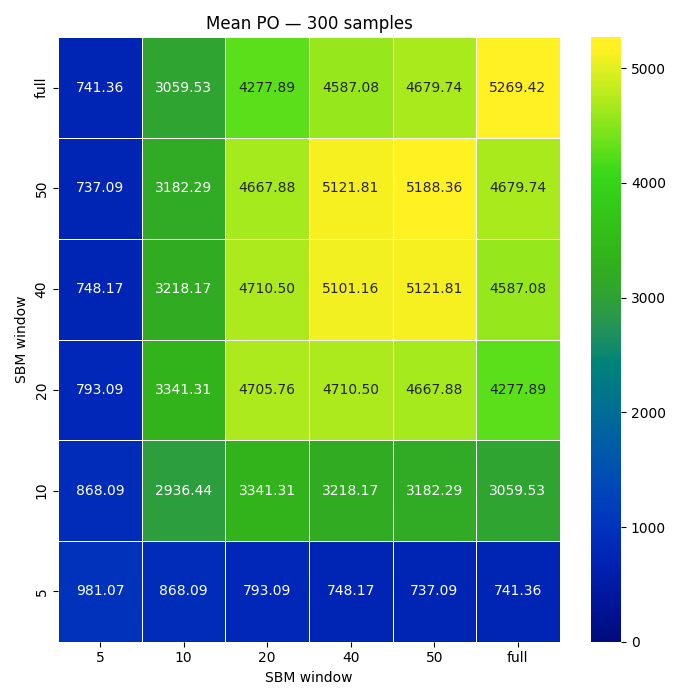 Mean PO — 300 samples
full 741.36 3059.53 4277.89 4587.08 4679.74 5269.42
50 737.09 3182.29 4667.88 5121.81 5188.36 4679.74
40 748.17 3218.17 4710.50 5101.16 5121.81 4587.08
20 793.09 3341.31 4705.76 4710.50 4667.88 4277.89
10 868.09 2936.44 3341.31 3218.17 3182.29 3059.53
5 981.07 868.09 793.09 748.17 737.09 741.36
5 10 20 40 50 full
SBM window
SBM window
5000
4000
3000
2000
1000
0